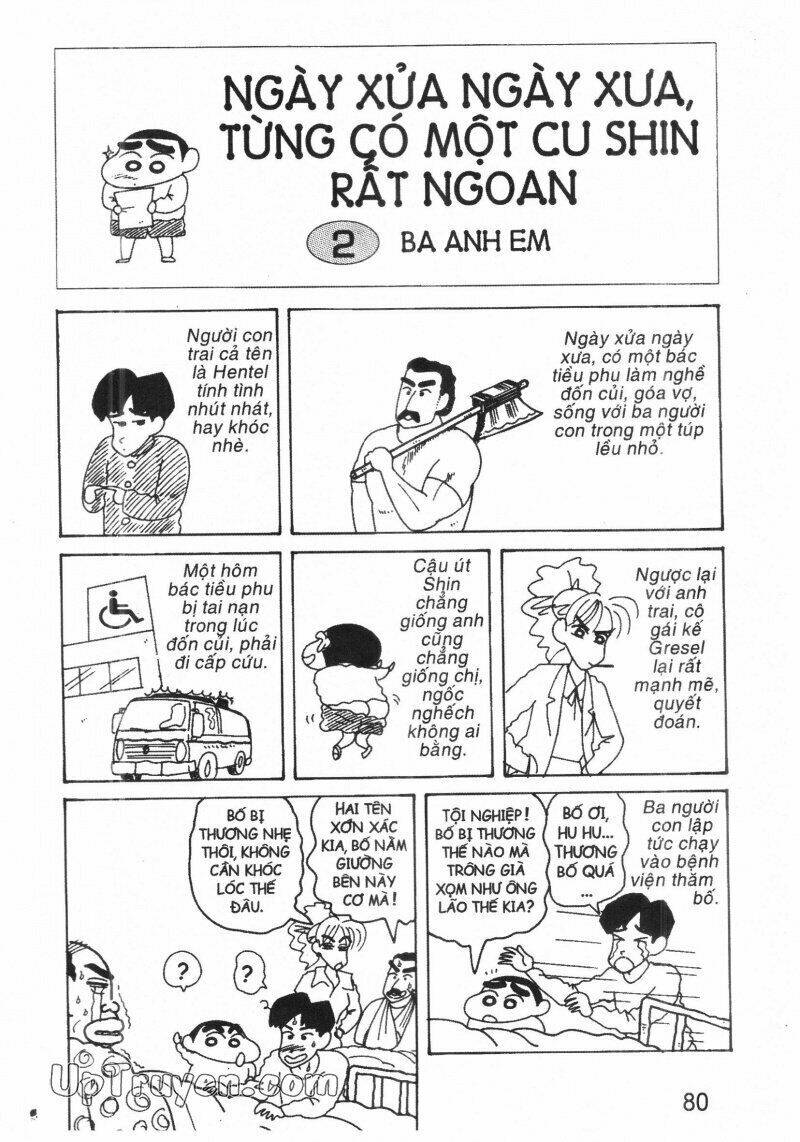 NGÀY XỬA NGÀY XƯA,
TỪNG CÓ MỘT CU SHIN
RẤT NGOAN
2 BA ANH EM
Ngày xửa ngày
xưa, có một bác
tiều phu làm nghề
đốn củi, góa vợ,
sống với ba người
con trong một túp
lều nhỏ.
Người con
trai cả tên
là Hentel
tính tình
nhút nhát,
hay khóc
nhè.
Ngược lại
với anh
trai, cô
gái kế
Gresel
lại rất
mạnh mẽ,
quyết
đoán.
Cậu út
Shin
chẳng
giống anh
cũng
chẳng
giống chị,
ngốc
nghếch
không ai
bằng.
Một hôm
bác tiều phu
bị tai nạn
trong lúc
đốn củi, phải
đi cấp cứu.
Ba người
con lập
tức chạy
vào bệnh
viện thăm
bố.
BỐ ƠI,
HU HU...
THƯƠNG
BỐ QUÁ
...
TỘI NGHIỆP!
BỐ BỊ THƯƠNG
THẾ NÀO MÀ
TRÔNG GIÀ
XỌM NHƯ ÔNG
LÃO THẾ KIA?
HAI TÊN
XỚN XÁC
KIA, BỐ NẰM
GIƯỜNG
BÊN NÀY
CƠ MÀ!
BỐ BỊ
THƯƠNG NHẸ
THÔI, KHÔNG
CẦN KHÓC
LÓC THẾ
ĐÂU.
?
?
UpTruyen.com
80